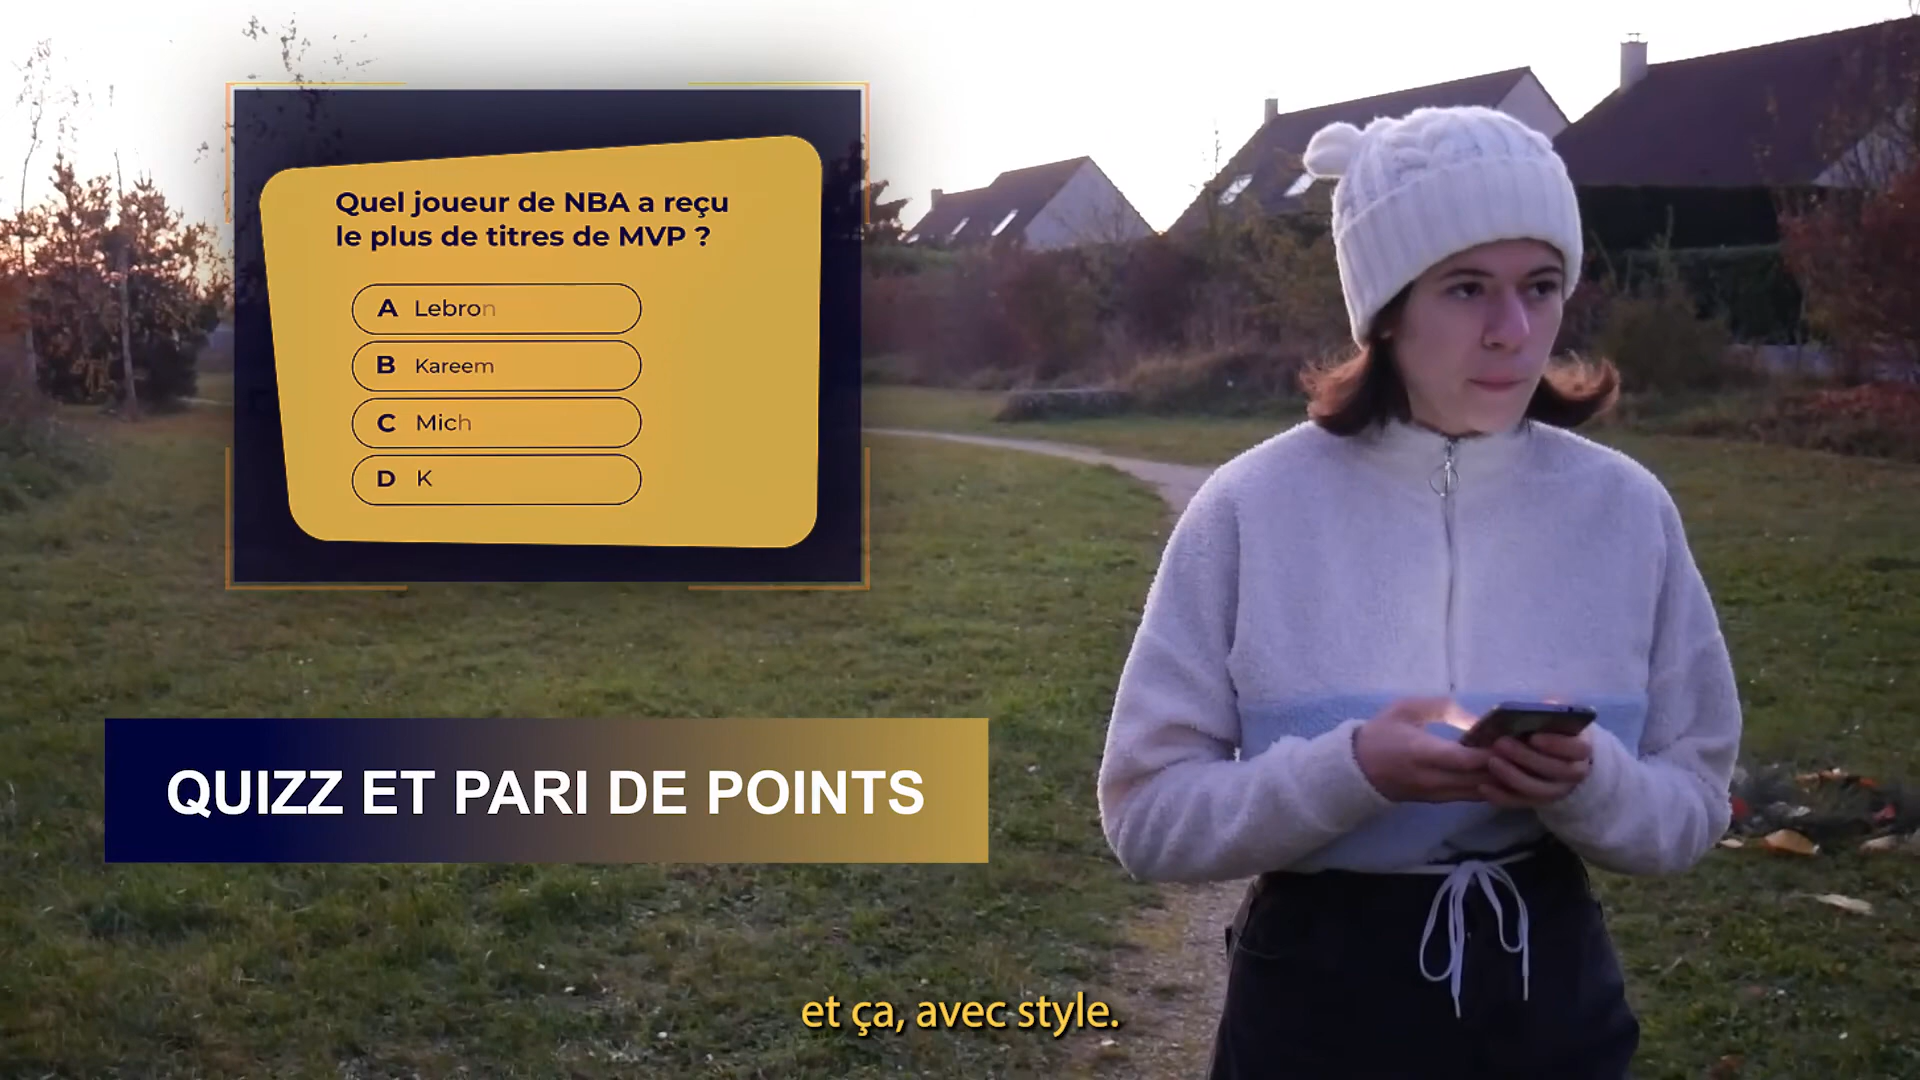 Quel joueur de NBA a reçu
le plus de titres de MVP ?
A Lebron
B Kareem
C Mich
D K
QUIZZ ET PARI DE POINTS
et ça, avec style.